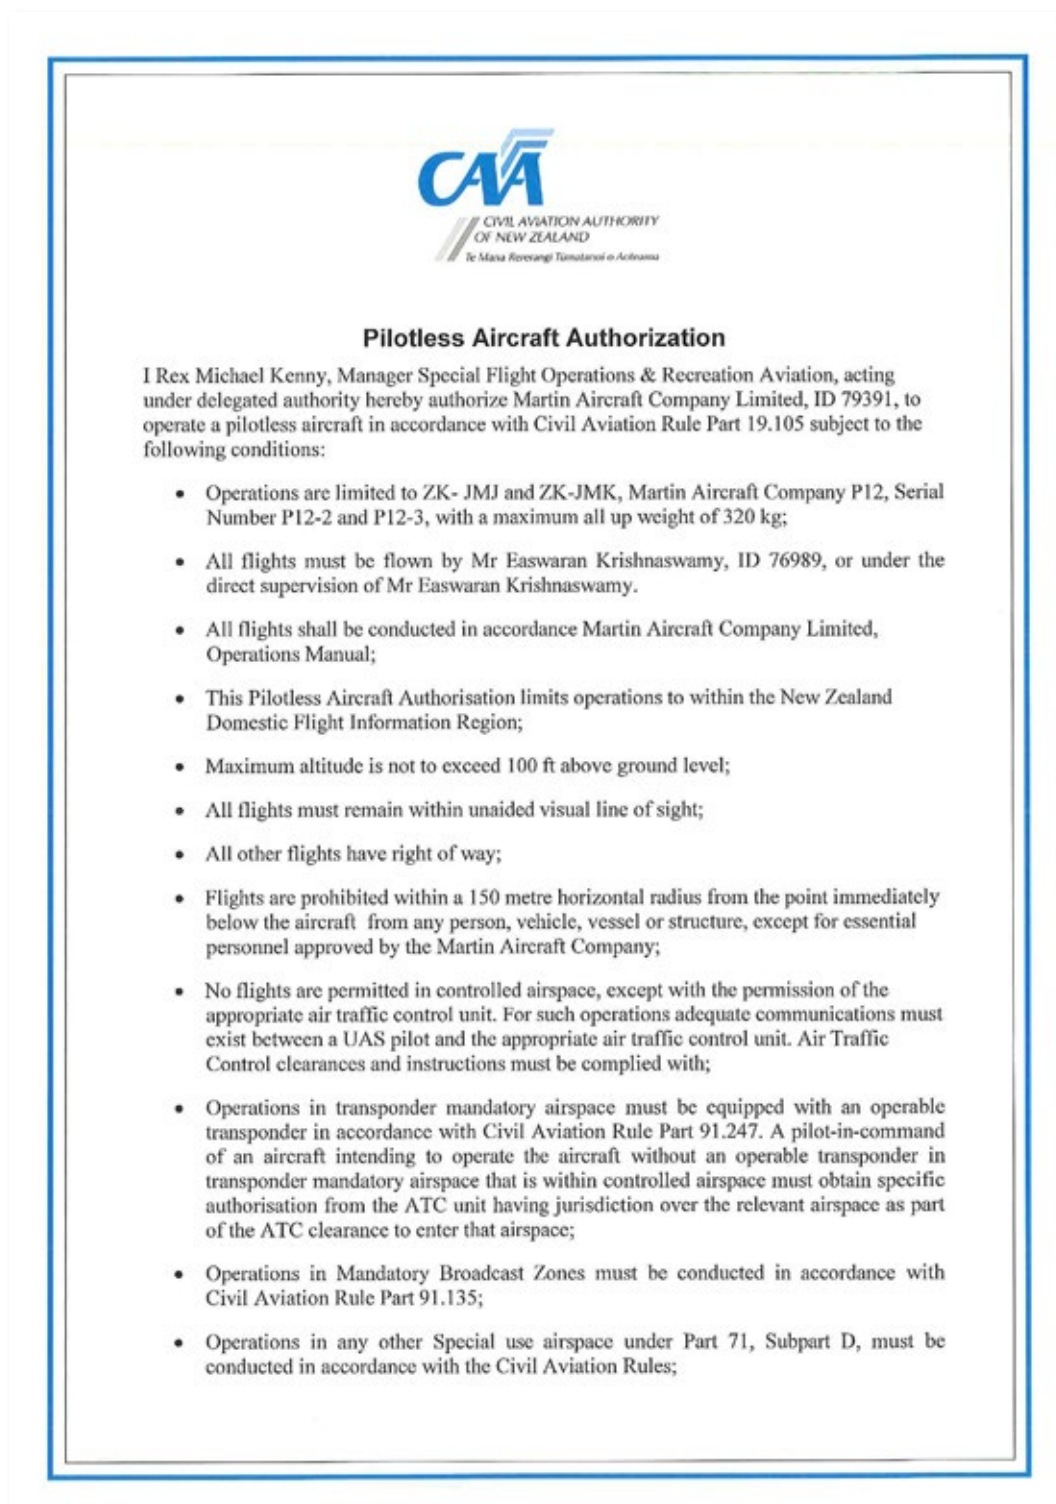 CAA
CIVIL AVIATION AUTHORITY
OF NEW ZEALAND
Te Mana Rererangi Tūmatanui o Aotearoa
Pilotless Aircraft Authorization
I Rex Michael Kenny, Manager Special Flight Operations & Recreation Aviation, acting
under delegated authority hereby authorize Martin Aircraft Company Limited, ID 79391, to
operate a pilotless aircraft in accordance with Civil Aviation Rule Part 19.105 subject to the
following conditions:
• Operations are limited to ZK- JMJ and ZK-JMK, Martin Aircraft Company P12, Serial
Number P12-2 and P12-3, with a maximum all up weight of 320 kg;
• All flights must be flown by Mr Easwaran Krishnaswamy, ID 76989, or under the
direct supervision of Mr Easwaran Krishnaswamy.
• All flights shall be conducted in accordance Martin Aircraft Company Limited,
Operations Manual;
• This Pilotless Aircraft Authorisation limits operations to within the New Zealand
Domestic Flight Information Region;
• Maximum altitude is not to exceed 100 ft above ground level;
• All flights must remain within unaided visual line of sight;
• All other flights have right of way;
• Flights are prohibited within a 150 metre horizontal radius from the point immediately
below the aircraft from any person, vehicle, vessel or structure, except for essential
personnel approved by the Martin Aircraft Company;
• No flights are permitted in controlled airspace, except with the permission of the
appropriate air traffic control unit. For such operations adequate communications must
exist between a UAS pilot and the appropriate air traffic control unit. Air Traffic
Control clearances and instructions must be complied with;
• Operations in transponder mandatory airspace must be equipped with an operable
transponder in accordance with Civil Aviation Rule Part 91.247. A pilot-in-command
of an aircraft intending to operate the aircraft without an operable transponder in
transponder mandatory airspace that is within controlled airspace must obtain specific
authorisation from the ATC unit having jurisdiction over the relevant airspace as part
of the ATC clearance to enter that airspace;
• Operations in Mandatory Broadcast Zones must be conducted in accordance with
Civil Aviation Rule Part 91.135;
• Operations in any other Special use airspace under Part 71, Subpart D, must be
conducted in accordance with the Civil Aviation Rules;